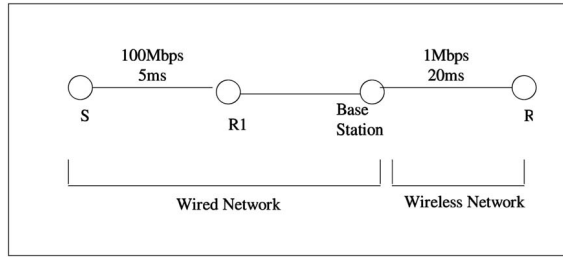 100Mbps
5ms
1Mbps
20ms
S
R1
Base
Station
R
Wired Network
Wireless Network